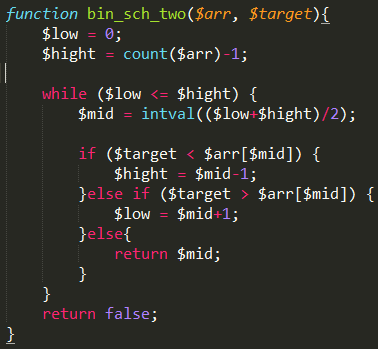 function bin_sch_two($arr, $target){
    $low = 0;
    $hight = count($arr)-1;
    while ($low <= $hight) {
        $mid = intval(($low+$hight)/2);
        if ($target < $arr[$mid]) {
            $hight = $mid-1;
        }else if ($target > $arr[$mid]) {
            $low = $mid+1;
        }else{
            return $mid;
        }
    }
    return false;
}